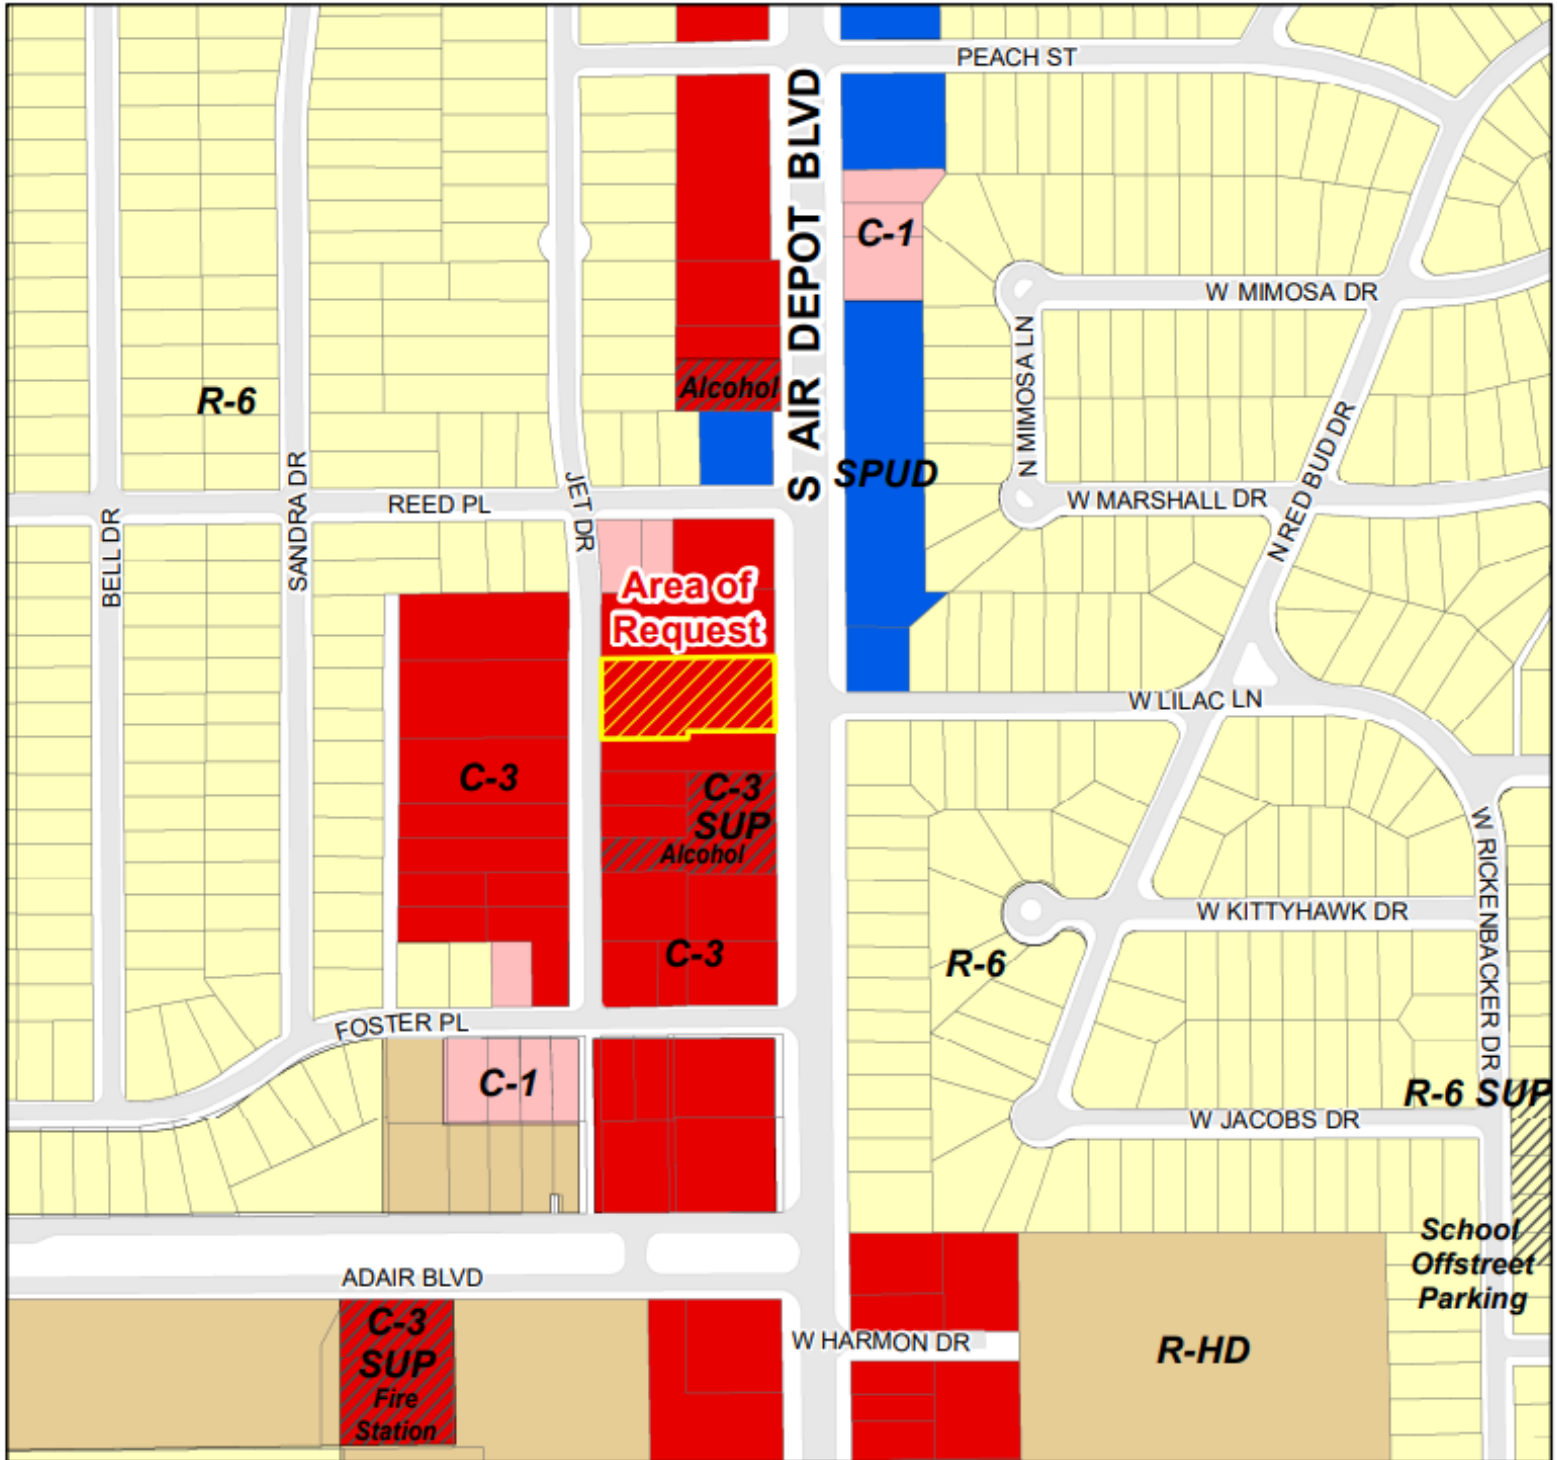 PEACH ST
S AIR DEPOT BLVD
C-1
W MIMOSA DR
N MIMOSA LN
R-6
Alcohol
SANDRA DR
SPUD
N RED BUD DR
REED PL
JET DR
W MARSHALL DR
BELL DR
Area of
Request
W LILAC LN
C-3
C-3
SUP
Alcohol
W RICKENBACKER DR
W KITTYHAWK DR
C-3
R-6
FOSTER PL
C-1
R-6 SUP
W JACOBS DR
School
Offstreet
Parking
ADAIR BLVD
C-3
SUP
Fire
Station
W HARMON DR
R-HD